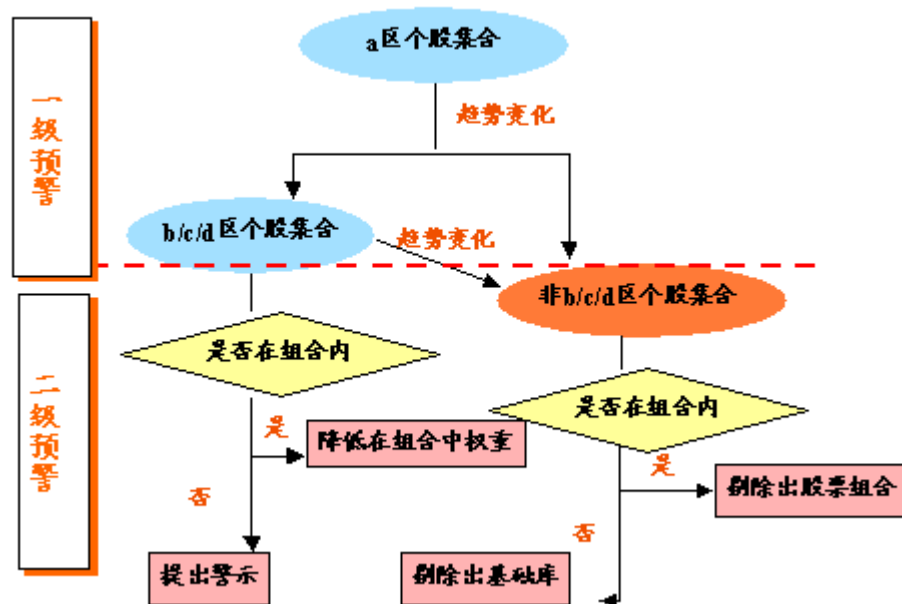 a区个股集合
一级预警
趋势变化
b/c/d区个股集合
趋势变化
非b/c/d区个股集合
二级预警
是否在组合内
是否在组合内
是
降低在组合中权重
是
剔除出股票组合
否
否
提出警示
剔除出基础库